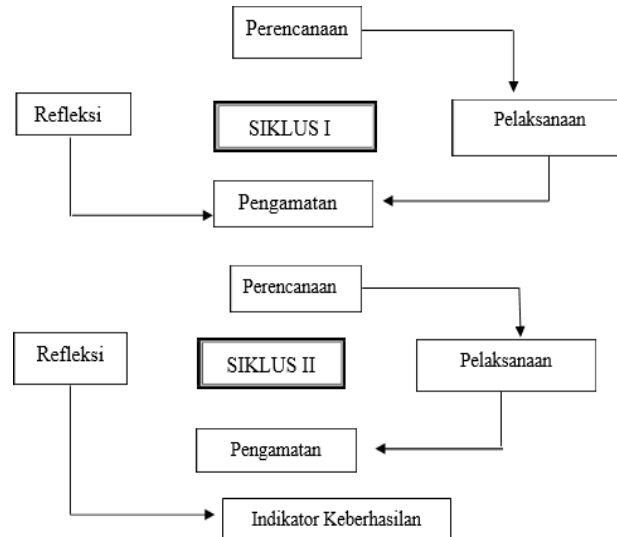 Perencanaan
Refleksi
SIKLUS I
Pelaksanaan
Pengamatan
Perencanaan
Refleksi
SIKLUS II
Pelaksanaan
Pengamatan
Indikator Keberhasilan